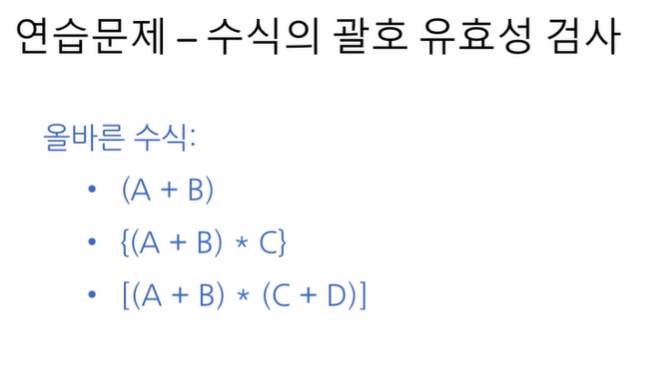 연습문제 – 수식의 괄호 유효성 검사
올바른 수식:
• (A + B)
• {(A + B) * C}
• [(A + B) * (C + D)]